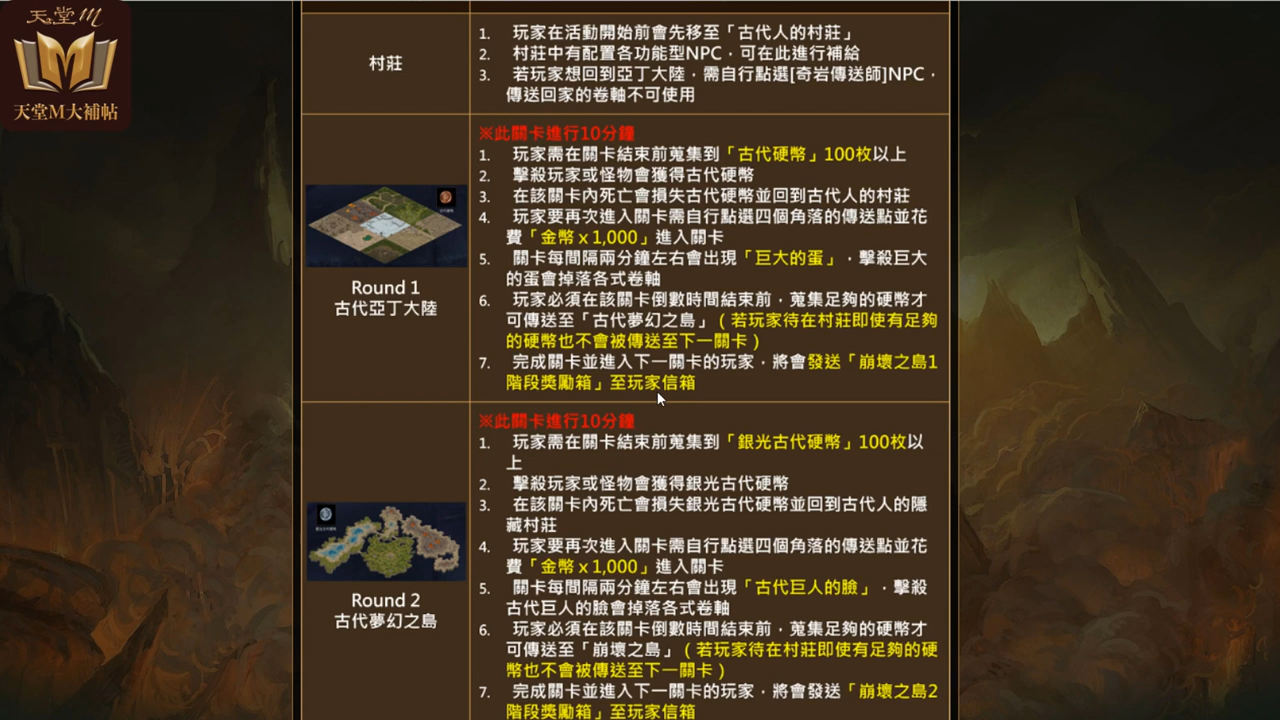 天堂M
天堂M大補帖
村莊
1. 玩家在活動開始前會先移至「古代人的村莊」
2. 村莊中有配置各功能型NPC，可在此進行補給
3. 若玩家想回到亞丁大陸，需自行點選[奇岩傳送師]NPC，
傳送回家的卷軸不可使用
Round 1
古代亞丁大陸
※此關卡進行10分鐘
1. 玩家需在關卡結束前蒐集到「古代硬幣」100枚以上
2. 擊殺玩家或怪物會獲得古代硬幣
3. 在該關卡內死亡會損失古代硬幣並回到古代人的村莊
4. 玩家要再次進入關卡需自行點選四個角落的傳送點並花
費「金幣 x 1,000」進入關卡
5. 關卡每間隔兩分鐘左右會出現「巨大的蛋」，擊殺巨大
的蛋會掉落各式卷軸
6. 玩家必須在該關卡倒數時間結束前，蒐集足夠的硬幣才
可傳送至「古代夢幻之島」（若玩家待在村莊即使有足夠
的硬幣也不會被傳送至下一關卡）
7. 完成關卡並進入下一關卡的玩家，將會發送「崩壞之島1
階段獎勵箱」至玩家信箱
Round 2
古代夢幻之島
※此關卡進行10分鐘
1. 玩家需在關卡結束前蒐集到「銀光古代硬幣」100枚以
上
2. 擊殺玩家或怪物會獲得銀光古代硬幣
3. 在該關卡內死亡會損失銀光古代硬幣並回到古代人的隱
藏村莊
4. 玩家要再次進入關卡需自行點選四個角落的傳送點並花
費「金幣 x 1,000」進入關卡
5. 關卡每間隔兩分鐘左右會出現「古代巨人的臉」，擊殺
古代巨人的臉會掉落各式卷軸
6. 玩家必須在該關卡倒數時間結束前，蒐集足夠的硬幣才
可傳送至「崩壞之島」（若玩家待在村莊即使有足夠的硬
幣也不會被傳送至下一關卡）
7. 完成關卡並進入下一關卡的玩家，將會發送「崩壞之島2
階段獎勵箱」至玩家信箱